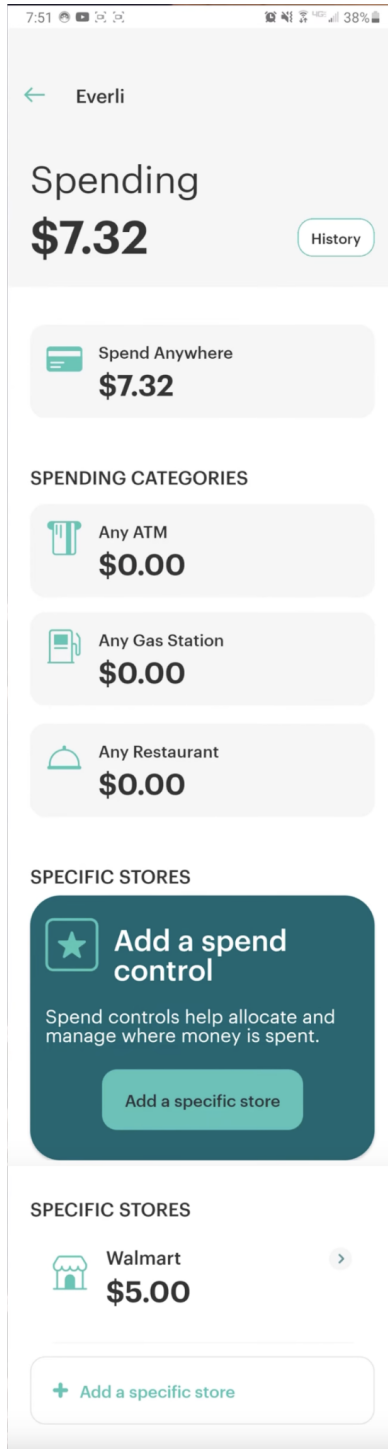 7:51 38%
Everli
Spending
$7.32
History
Spend Anywhere
$7.32
SPENDING CATEGORIES
Any ATM
$0.00
Any Gas Station
$0.00
Any Restaurant
$0.00
SPECIFIC STORES
Add a spend
control
Spend controls help allocate and
manage where money is spent.
Add a specific store
SPECIFIC STORES
Walmart
$5.00
+ Add a specific store